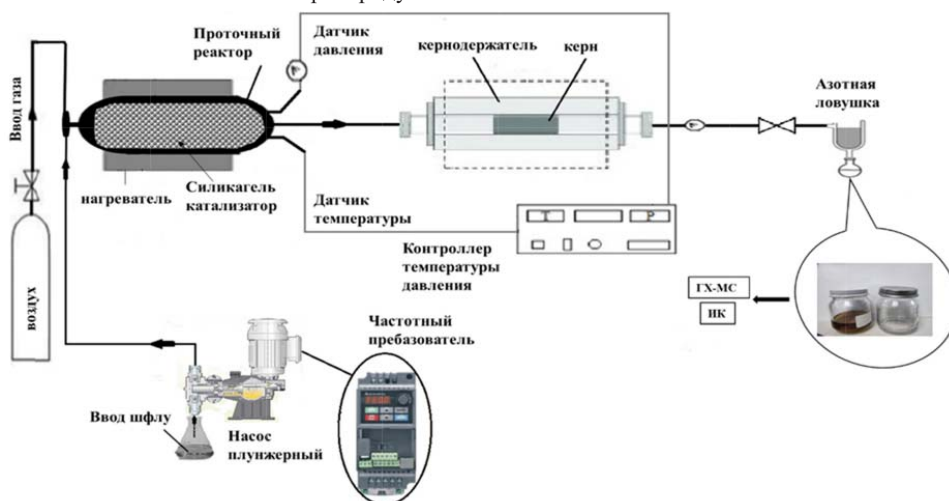 Проточный
реактор
Датчик
давления
кернодержатель
керн
Азотная
ловушка
Ввод газа
нагреватель
Силикагель
катализатор
Датчик
температуры
T
P
Контроллер
температуры
давления
воздух
ГХ-МС
ИК
Частотный
пребазователь
Ввод шфлу
Насос
плунжерный